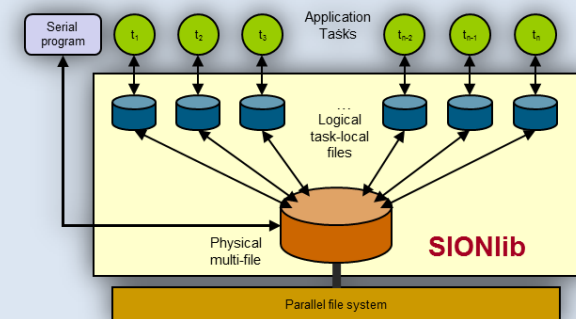 Serial
program
t1
t2
t3
Application
Tasks
tn-2
tn-1
tn
...
Logical
task-local
files
Physical
multi-file
SIONlib
Parallel file system